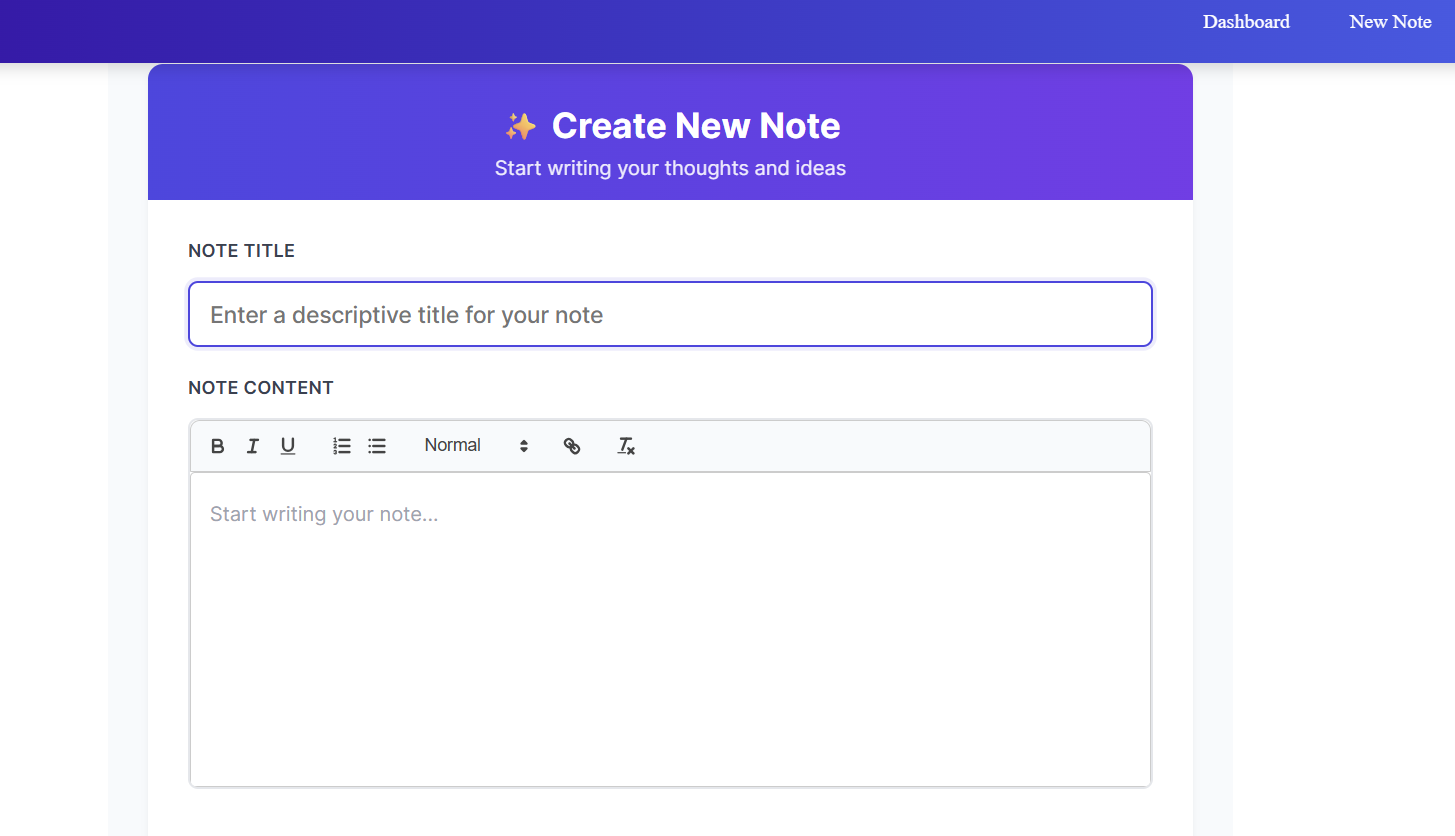 Dashboard New Note
✨ Create New Note
Start writing your thoughts and ideas
NOTE TITLE
Enter a descriptive title for your note
NOTE CONTENT
B I U Normal
Start writing your note...